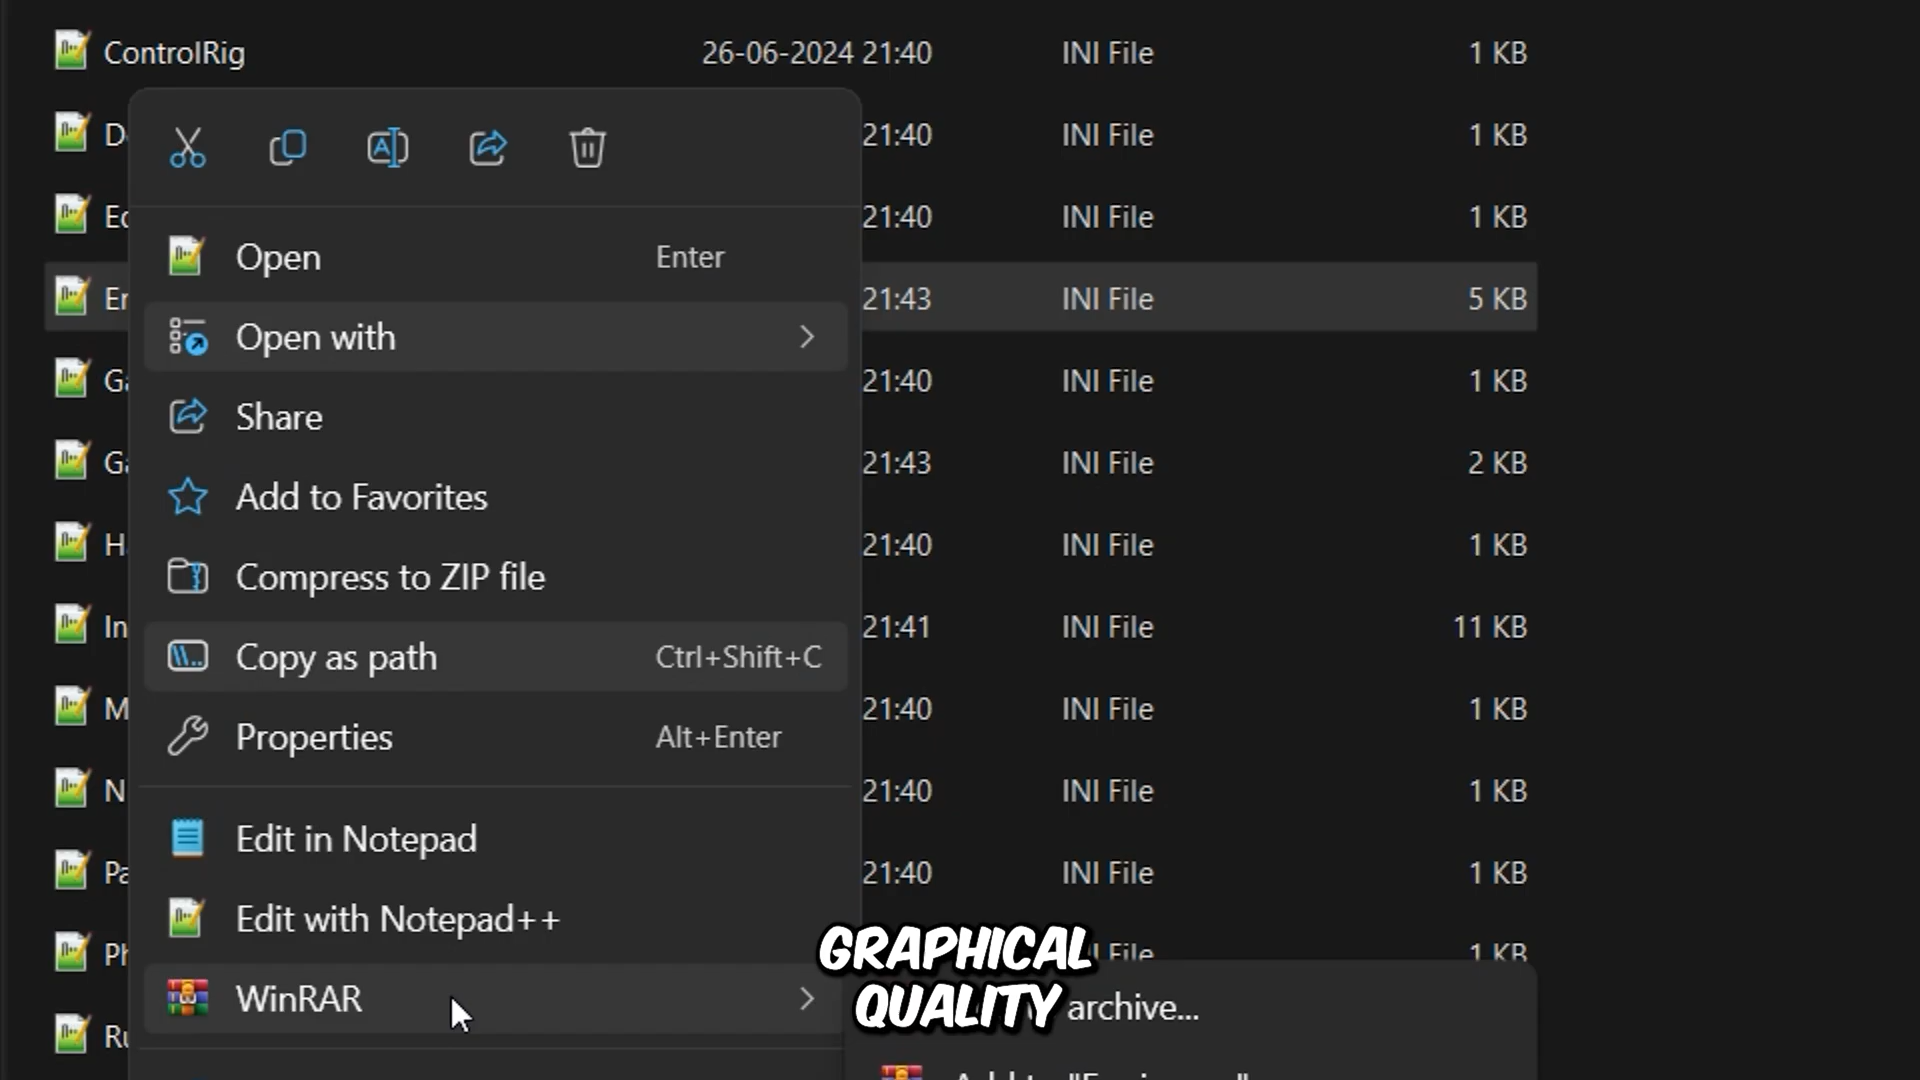 ControlRig 26-06-2024 21:40 INI File 1 KB
21:40 INI File 1 KB
21:40 INI File 1 KB
Open Enter
Open with
21:43 INI File 5 KB
21:40 INI File 1 KB
Share
21:43 INI File 2 KB
Add to Favorites
21:40 INI File 1 KB
Compress to ZIP file
21:41 INI File 11 KB
Copy as path Ctrl+Shift+C
21:40 INI File 1 KB
Properties Alt+Enter
21:40 INI File 1 KB
Edit in Notepad
21:40 INI File 1 KB
Edit with Notepad++
File 1 KB
GRAPHICAL
QUALITY
WinRAR
archive...